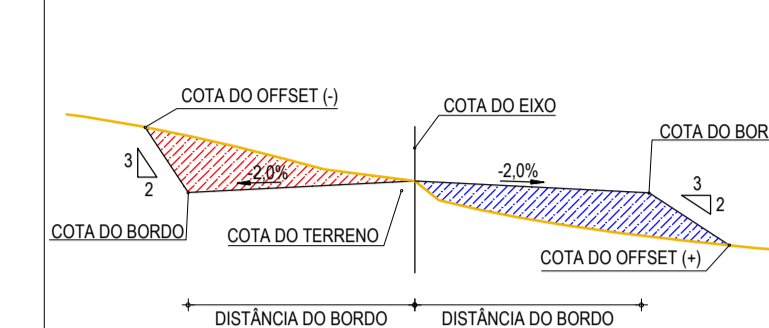 COTA DO OFFSET (-)
COTA DO EIXO
COTA DO BOR
3
2
-2,0%
-2,0%
3
2
COTA DO BORDO
COTA DO TERRENO
COTA DO OFFSET (+)
DISTÂNCIA DO BORDO
DISTÂNCIA DO BORDO